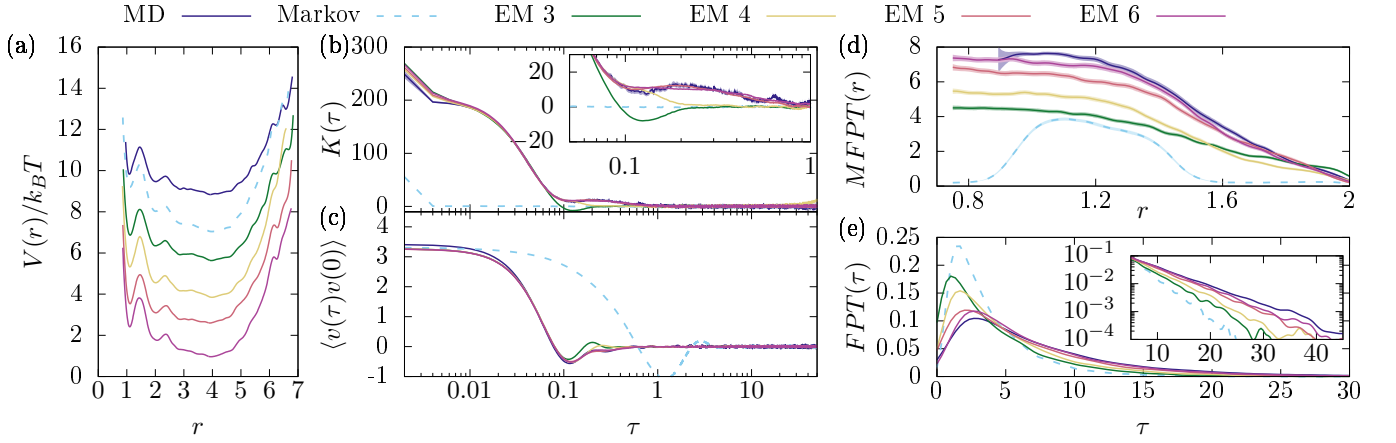 MD Markov EM 3 EM 4 EM 5 EM 6
(a)
16
14
12
10
8
6
4
2
0
V(r)/k_BT
0 1 2 3 4 5 6 7
r
(b)
300
200
100
0
K(τ)
20
0
−20
0.1 1
(c)
4
3
2
1
0
-1
⟨v(τ)v(0)⟩
0.01 0.1 1 10
τ
(d)
8
6
4
2
0
MFPT(r)
0.8 1.2 1.6 2
r
(e)
0.25
0.2
0.15
0.1
0.05
0
FPT(τ)
0 5 10 15 20 25 30
τ
10⁻¹
10⁻²
10⁻³
10⁻⁴
10 20 30 40